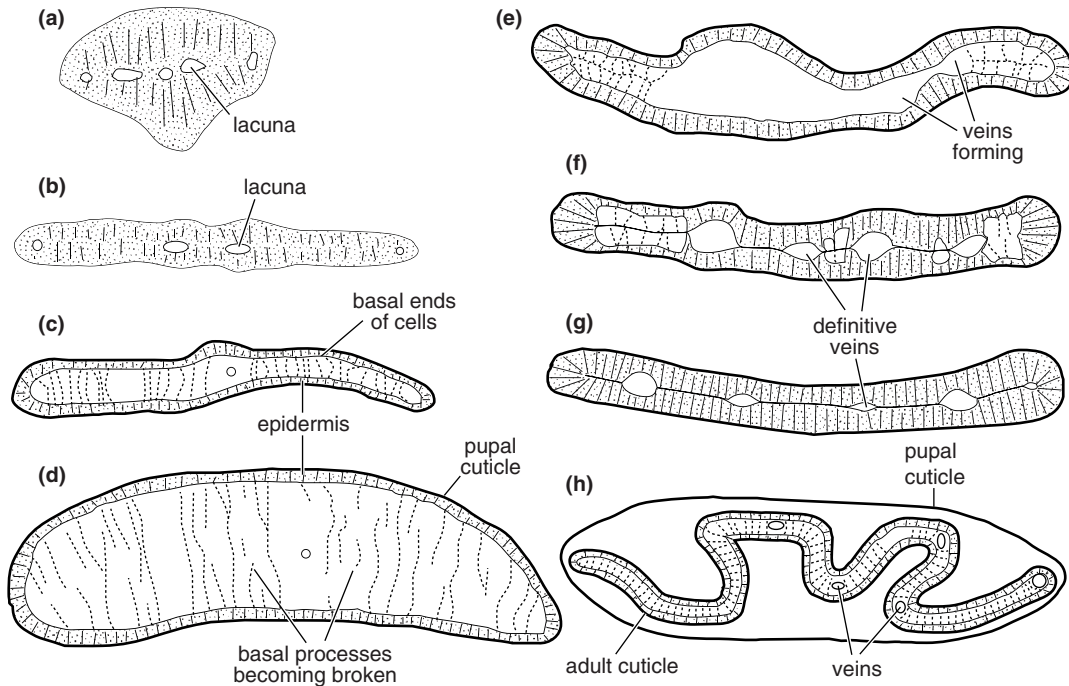 (a)
lacuna
(b)
lacuna
(c)
basal ends
of cells
epidermis
(d)
pupal
cuticle
basal processes
becoming broken
(e)
veins
forming
(f)
definitive
veins
(g)
pupal
cuticle
(h)
adult cuticle
veins